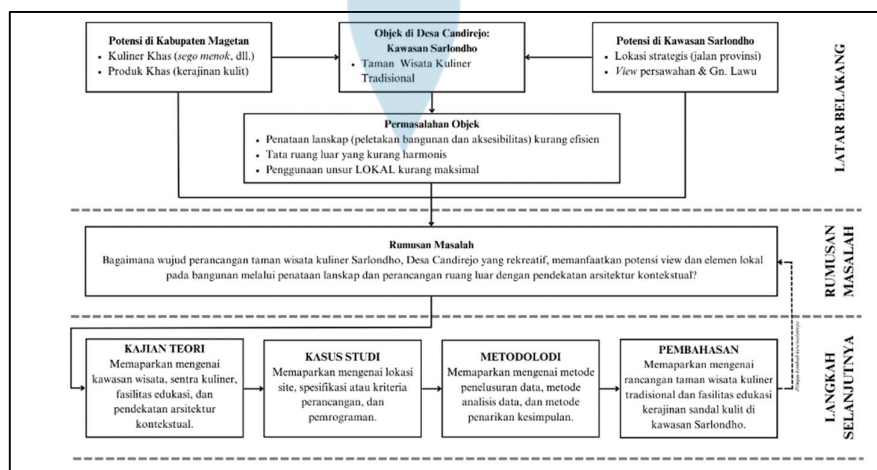 Potensi di Kabupaten Magetan
• Kuliner Khas (sego menok, dll.)
• Produk Khas (kerajinan kulit)
Objek di Desa Candirejo:
Kawasan Sarlondho
• Taman Wisata Kuliner
Tradisional
Potensi di Kawasan Sarlondho
• Lokasi strategis (jalan provinsi)
• View persawahan & Gn. Lawu
Permasalahan Objek
• Penataan lanskap (peletakan bangunan dan aksesibilitas) kurang efisien
• Tata ruang luar yang kurang harmonis
• Penggunaan unsur LOKAL kurang maksimal
LATAR BELAKANG
Rumusan Masalah
Bagaimana wujud perancangan taman wisata kuliner Sarlondho, Desa Candirejo yang rekreatif, memanfaatkan potensi view dan elemen lokal
pada bangunan melalui penataan lanskap dan perancangan ruang luar dengan pendekatan arsitektur kontekstual?
RUMUSAN
MASALAH
KAJIAN TEORI
Memaparkan mengenai
kawasan wisata, sentra kuliner,
fasilitas edukasi, dan
pendekatan arsitektur
kontekstual.
KASUS STUDI
Memaparkan mengenai lokasi
site, spesifikasi atau kriteria
perancangan, dan
pemrograman.
METODOLODI
Memaparkan mengenai metode
penelusuran data, metode
analisis data, dan metode
penarikan kesimpulan.
PEMBAHASAN
Memaparkan mengenai
rancangan taman wisata kuliner
tradisional dan fasilitas edukasi
kerajinan sandal kulit di
kawasan Sarlondho.
LANGKAH
SELANJUTNYA